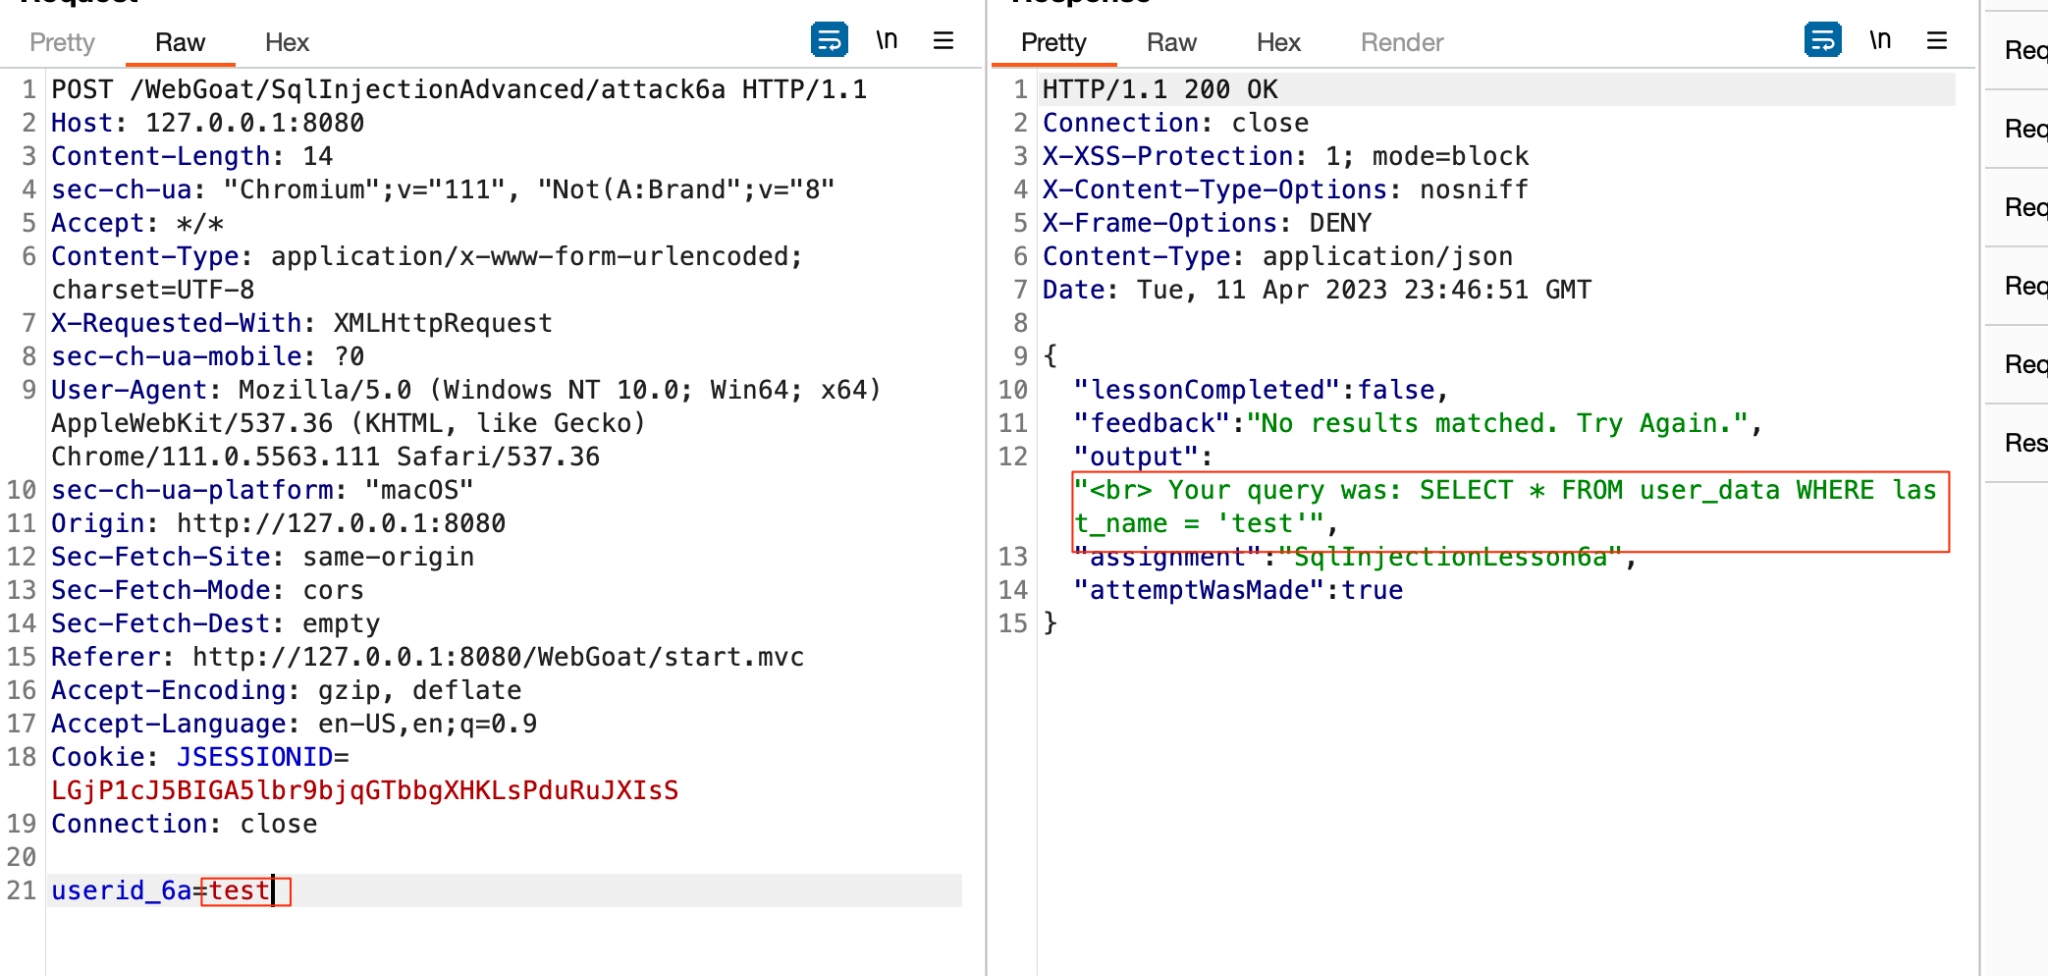 Request
Pretty Raw Hex \n
1 POST /WebGoat/SqlInjectionAdvanced/attack6a HTTP/1.1
2 Host: 127.0.0.1:8080
3 Content-Length: 14
4 sec-ch-ua: "Chromium";v="111", "Not(A:Brand";v="8"
5 Accept: */*
6 Content-Type: application/x-www-form-urlencoded;
charset=UTF-8
7 X-Requested-With: XMLHttpRequest
8 sec-ch-ua-mobile: ?0
9 User-Agent: Mozilla/5.0 (Windows NT 10.0; Win64; x64)
AppleWebKit/537.36 (KHTML, like Gecko)
Chrome/111.0.5563.111 Safari/537.36
10 sec-ch-ua-platform: "macOS"
11 Origin: http://127.0.0.1:8080
12 Sec-Fetch-Site: same-origin
13 Sec-Fetch-Mode: cors
14 Sec-Fetch-Dest: empty
15 Referer: http://127.0.0.1:8080/WebGoat/start.mvc
16 Accept-Encoding: gzip, deflate
17 Accept-Language: en-US,en;q=0.9
18 Cookie: JSESSIONID=
LGjP1cJ5BIGA5lbr9bjqGTbbgXHKLsPduRuJXIsS
19 Connection: close
20
21 userid_6a=test
Response
Pretty Raw Hex Render \n
1 HTTP/1.1 200 OK
2 Connection: close
3 X-XSS-Protection: 1; mode=block
4 X-Content-Type-Options: nosniff
5 X-Frame-Options: DENY
6 Content-Type: application/json
7 Date: Tue, 11 Apr 2023 23:46:51 GMT
8
9 {
10 "lessonCompleted":false,
11 "feedback":"No results matched. Try Again.",
12 "output":
"<br> Your query was: SELECT * FROM user_data WHERE las
t_name = 'test'",
13 "assignment":"SqlInjectionLesson6a",
14 "attemptWasMade":true
15 }
Req
Req
Req
Req
Req
Res